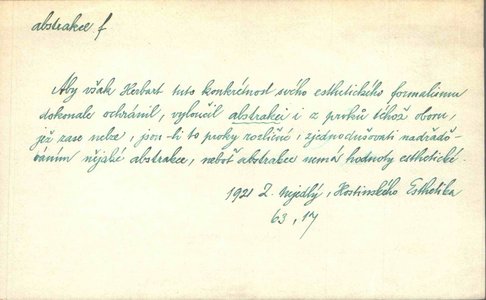 abstrakce f
Aby však Herbart tuto konkrétnost svého esthetického formalismu
dokonale ochránil, vyloučil abstrakci i z prvků téhož oboru,
jež zase nelze, jsou-li to prvky rozličné, zjednodušovati nadřaďo-
váním nějaké abstrakce, neboť abstrakce nemá hodnoty esthetické.
1921 Z. Nejedlý, Hostinského Esthetika
63, 17